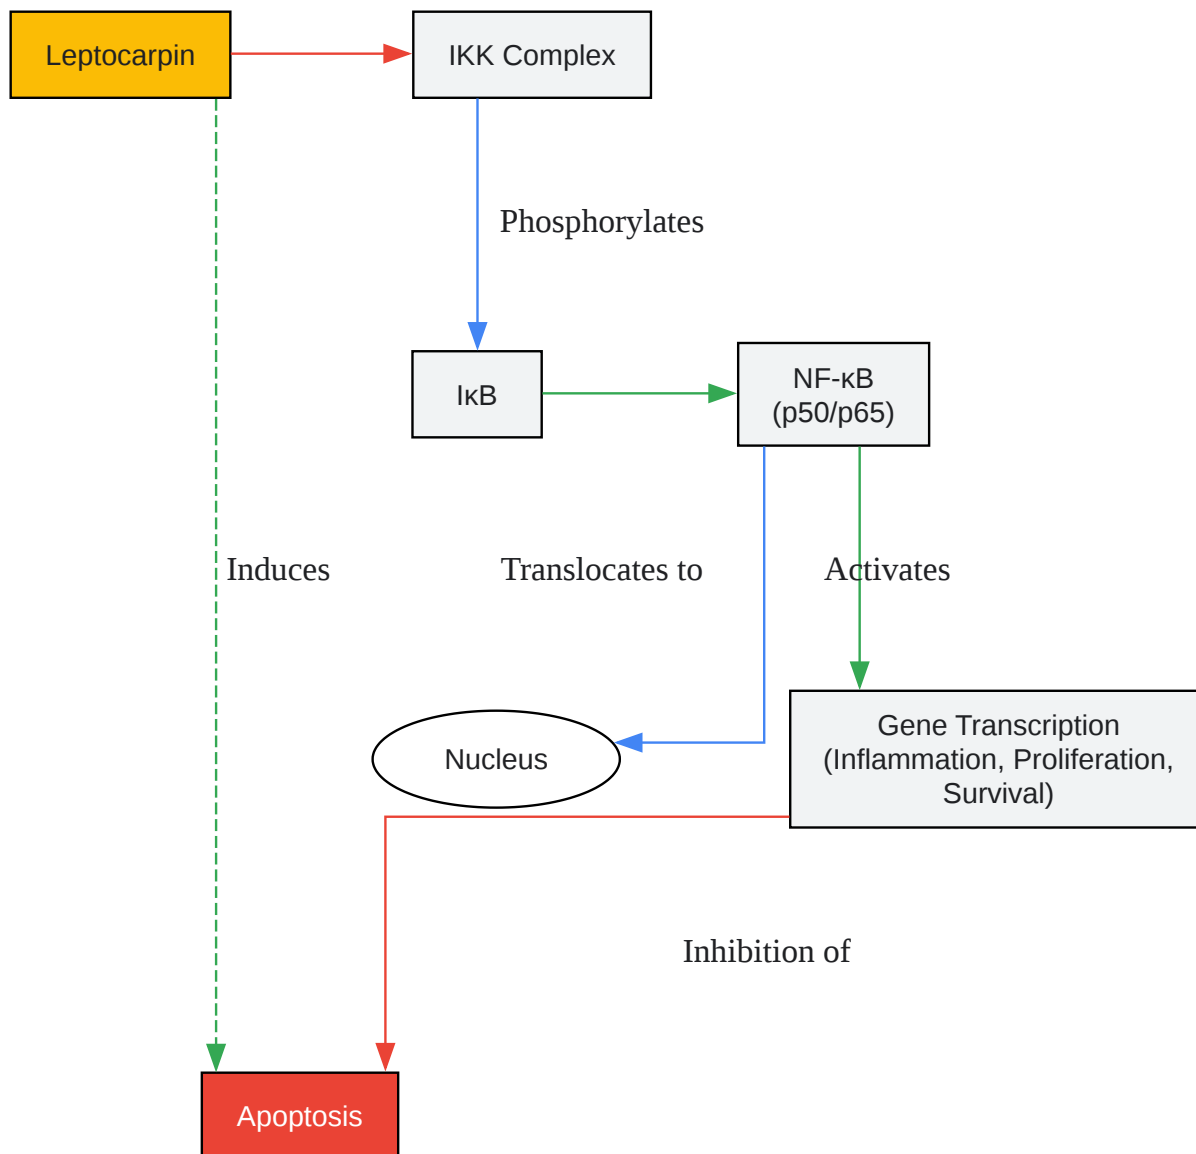 Leptocarpin
IKK Complex
Phosphorylates
IκB
NF-κB
(p50/p65)
Induces
Translocates to
Activates
Nucleus
Gene Transcription
(Inflammation, Proliferation,
Survival)
Inhibition of
Apoptosis